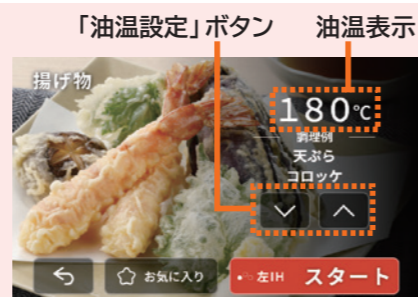 「油温設定」ボタン 油温表示
揚げ物
180℃
調理例
天ぷら
コロッケ
お気に入り
左IH スタート